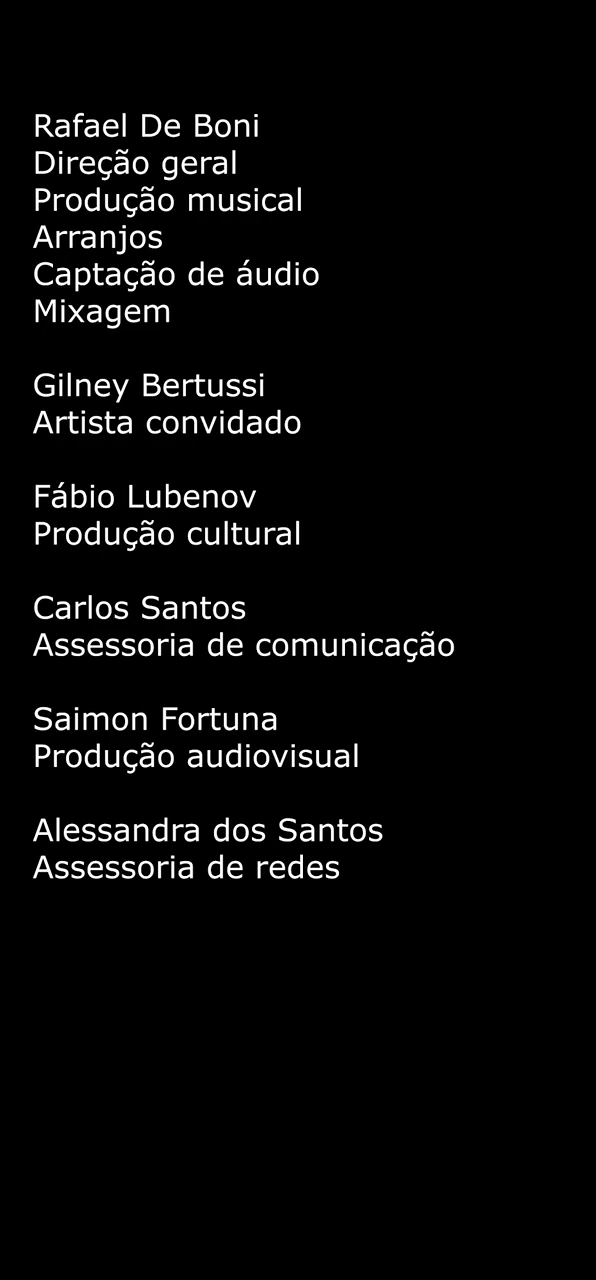 Rafael De Boni
Direção geral
Produção musical
Arranjos
Captação de áudio
Mixagem
Gilney Bertussi
Artista convidado
Fábio Lubenov
Produção cultural
Carlos Santos
Assessoria de comunicação
Saimon Fortuna
Produção audiovisual
Alessandra dos Santos
Assessoria de redes